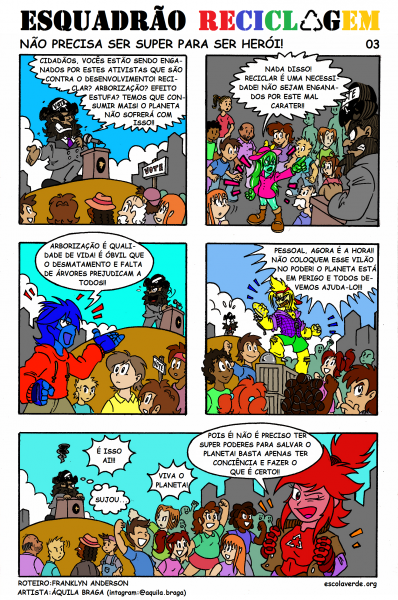 ESQUADRÃO RECICLAGEM
NÃO PRECISA SER SUPER PARA SER HERÓI!
03
CIDADÃOS, VOCÊS ESTÃO SENDO ENGA-
NADOS POR ESTES ATIVISTAS QUE SÃO
CONTRA O DESENVOLVIMENTO! RECI-
CLAR? ARBORIZAÇÃO? EFEITO
ESTUFA? TEMOS QUE CON-
SUMIR MAIS! O PLANETA
NÃO SOFRERÁ COM
ISSO!!
VOTE
NADA DISSO!
RECICLAR É UMA NECESSI-
DADE! NÃO SEJAM ENGANA-
DOS POR ESTE MAL
CARATER!!
ARBORIZAÇÃO É QUALI-
DADE DE VIDA! É ÓBVIL QUE
O DESMATAMENTO E FALTA
DE ÁRVORES PREJUDICAM A
TODOS!!
PESSOAL, AGORA É A HORA!!
NÃO COLOQUEM ESSE VILÃO
NO PODER! O PLANETA ESTÁ
EM PERIGO E TODOS DE-
VEMOS AJUDA-LO!!!
É ISSO
AI!!
SUJOU..
VIVA O
PLANETA!
POIS É! NÃO É PRECISO TER
SUPER PODERES PARA SALVAR O
PLANETA! BASTA APENAS TER
CONCIÊNCIA E FAZER O
QUE É CERTO!!
ROTEIRO:FRANKLYN ANDERSON
ARTISTA:ÁQUILA BRAGA (intagram:@aquila.braga)
escolaverde.org